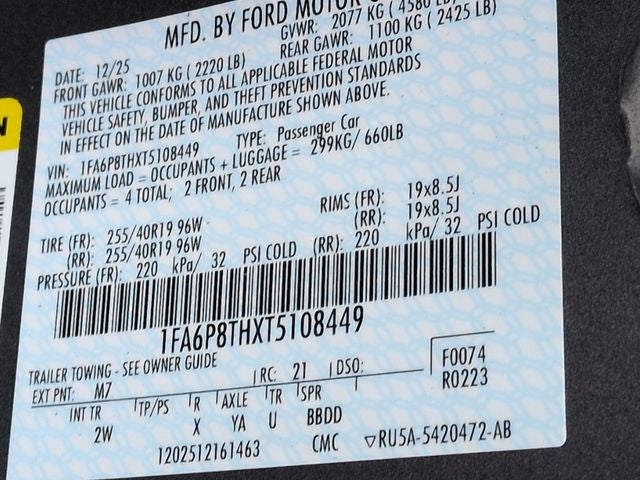 MFD. BY FORD MOTOR
DATE: 12/25
GVWR: 2077 KG (4580 LB)
FRONT GAWR: 1007 KG (2220 LB)
REAR GAWR: 1100 KG (2425 LB)
THIS VEHICLE CONFORMS TO ALL APPLICABLE FEDERAL MOTOR
VEHICLE SAFETY, BUMPER, AND THEFT PREVENTION STANDARDS
IN EFFECT ON THE DATE OF MANUFACTURE SHOWN ABOVE.
VIN: 1FA6P8THXT5108449 TYPE: Passenger Car
MAXIMUM LOAD = OCCUPANTS + LUGGAGE = 299KG/ 660LB
OCCUPANTS = 4 TOTAL; 2 FRONT, 2 REAR
TIRE (FR): 255/40R19 96W RIMS (FR): 19x8.5J
(RR): 255/40R19 96W (RR): 19x8.5J
PRESSURE (FR): 220 kPa/ 32 PSI COLD (RR): 220 kPa/ 32 PSI COLD
1FA6P8THXT5108449
TRAILER TOWING - SEE OWNER GUIDE
EXT PNT: M7 RC: 21 DSO:
F0074
R0223
INT TR TP/PS R AXLE TR SPR
2W X YA U BBDD
1202512161463 CMC ▽RU5A-5420472-AB
N